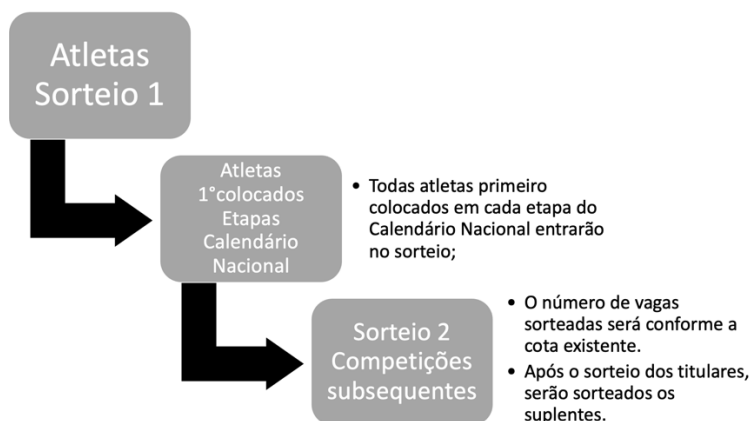 Atletas
Sorteio 1
Atletas
1°colocados
Etapas
Calendário
Nacional
• Todas atletas primeiro
colocados em cada etapa do
Calendário Nacional entrarão
no sorteio;
Sorteio 2
Competições
subsequentes
• O número de vagas
sorteadas será conforme a
cota existente.
• Após o sorteio dos titulares,
serão sorteados os
suplentes.